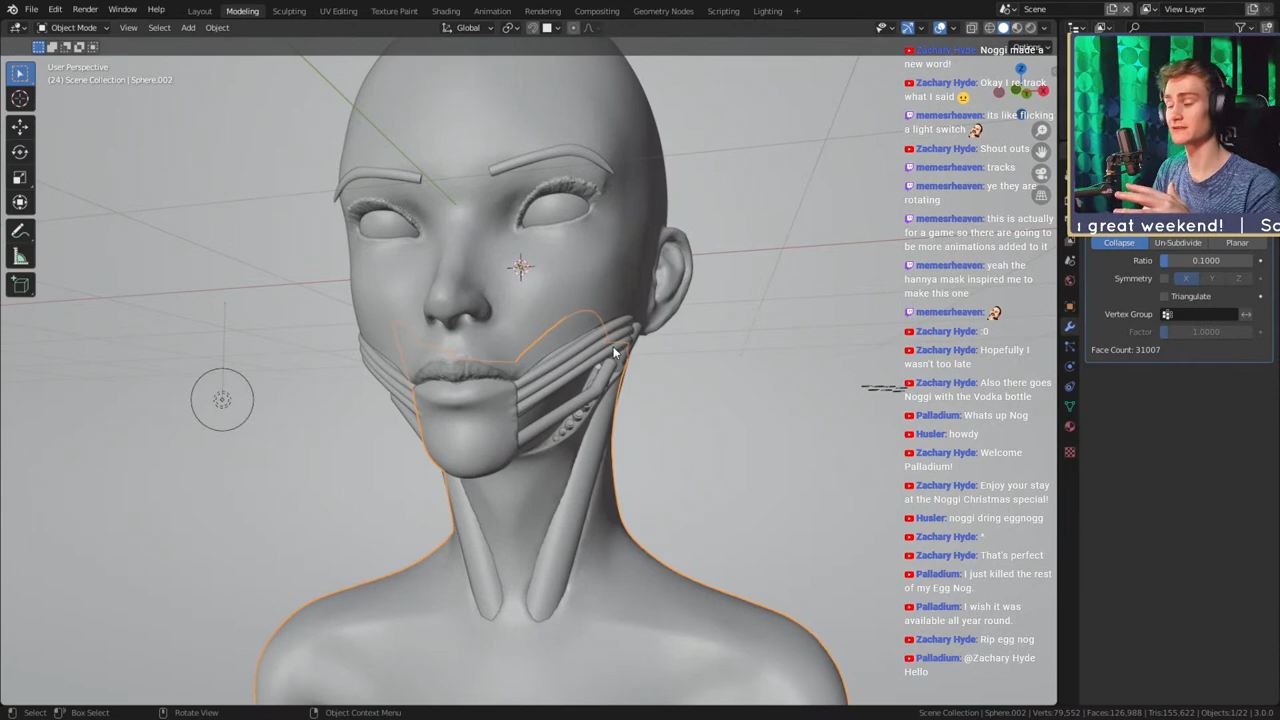 File Edit Render Window Help
Layout Modeling Sculpting UV Editing Texture Paint Shading Animation Rendering Compositing Geometry Nodes Scripting Lighting
Scene
View Layer
Object Mode View Select Add Object
Global
Options
User Perspective
(24) Scene Collection | Sphere.002
Z
X
Y
Zachary Hyde: Noggi made a
new word!
Zachary Hyde: Okay I re-track
what I said
memesrheaven: its like flicking
a light switch
Zachary Hyde: Shout outs
memesrheaven: tracks
memesrheaven: ye they are
rotating
memesrheaven: this is actually
for a game so there are going to
be more animations added to it
memesrheaven: yeah the
hannya mask inspired me to
make this one
memesrheaven:
Zachary Hyde: :0
Zachary Hyde: Hopefully I
wasn't too late
Zachary Hyde: Also there goes
Noggi with the Vodka bottle
Palladium: Whats up Nog
Husler: howdy
Zachary Hyde: Welcome
Palladium!
Zachary Hyde: Enjoy your stay
at the Noggi Christmas special!
Husler: noggi dring eggnogg
Zachary Hyde: ^
Zachary Hyde: That's perfect
Palladium: I just killed the rest
of my Egg Nog.
Palladium: I wish it was
available all year round.
Zachary Hyde: Rip egg nog
Palladium: @Zachary Hyde
Hello
great weekend! |
Collapse Un-Subdivide Planar
Ratio 0.1000
Symmetry X Y Z
Triangulate
Vertex Group
Factor 1.0000
Face Count: 31007
Select Box Select Rotate View Object Context Menu
Scene Collection | Sphere.002 | Verts:79,552 | Faces:126,988 | Tris:155,622 | Objects:1/22 | 3.0.0